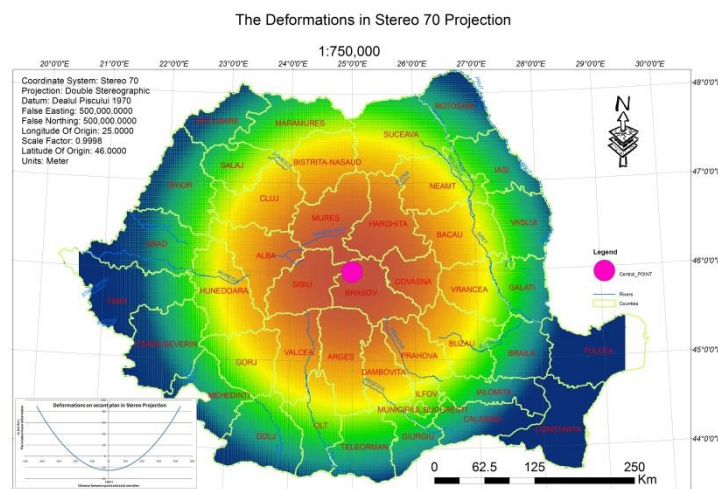 The Deformations in Stereo 70 Projection
1:750,000
20°0'0"E 21°0'0"E 22°0'0"E 23°0'0"E 24°0'0"E 25°0'0"E 26°0'0"E 27°0'0"E 28°0'0"E 29°0'0"E 30°0'0"E
Coordinate System: Stereo 70
Projection: Double Stereographic
Datum: Dealul Piscului 1970
False Easting: 500,000.0000
False Northing: 500,000.0000
Longitude Of Origin: 25.0000
Scale Factor: 0.9998
Latitude Of Origin: 46.0000
Units: Meter
48°0'0"N
47°0'0"N
46°0'0"N
45°0'0"N
44°0'0"N
N
BOTOSANI
MARAMURES
SUCEAVA
SALAJ
BISTRITA-NASAUD
IASI
BIHOR
CLUJ
NEAMT
MURES
HARGHITA
VASLUI
ARAD
ALBA
BACAU
TIMIS
HUNEDOARA
SIBIU
BRASOV
COVASNA
VRANCEA
GALATI
CARAS-SEVERIN
GORJ
VALCEA
ARGES
PRAHOVA
BUZAU
BRAILA
TULCEA
DAMBOVITA
MEHEDINTI
ILFOV
IALOMITA
MUNICIPIUL BUCURESTI
CALARASI
DOLJ
OLT
TELEORMAN
GIURGIU
CONSTANTA
Legend
Central_POINT
Rivers
Counties
Deformations on secant plan in Stereo Projection
Distance between point and axial meridian
0 62.5 125 250
Km